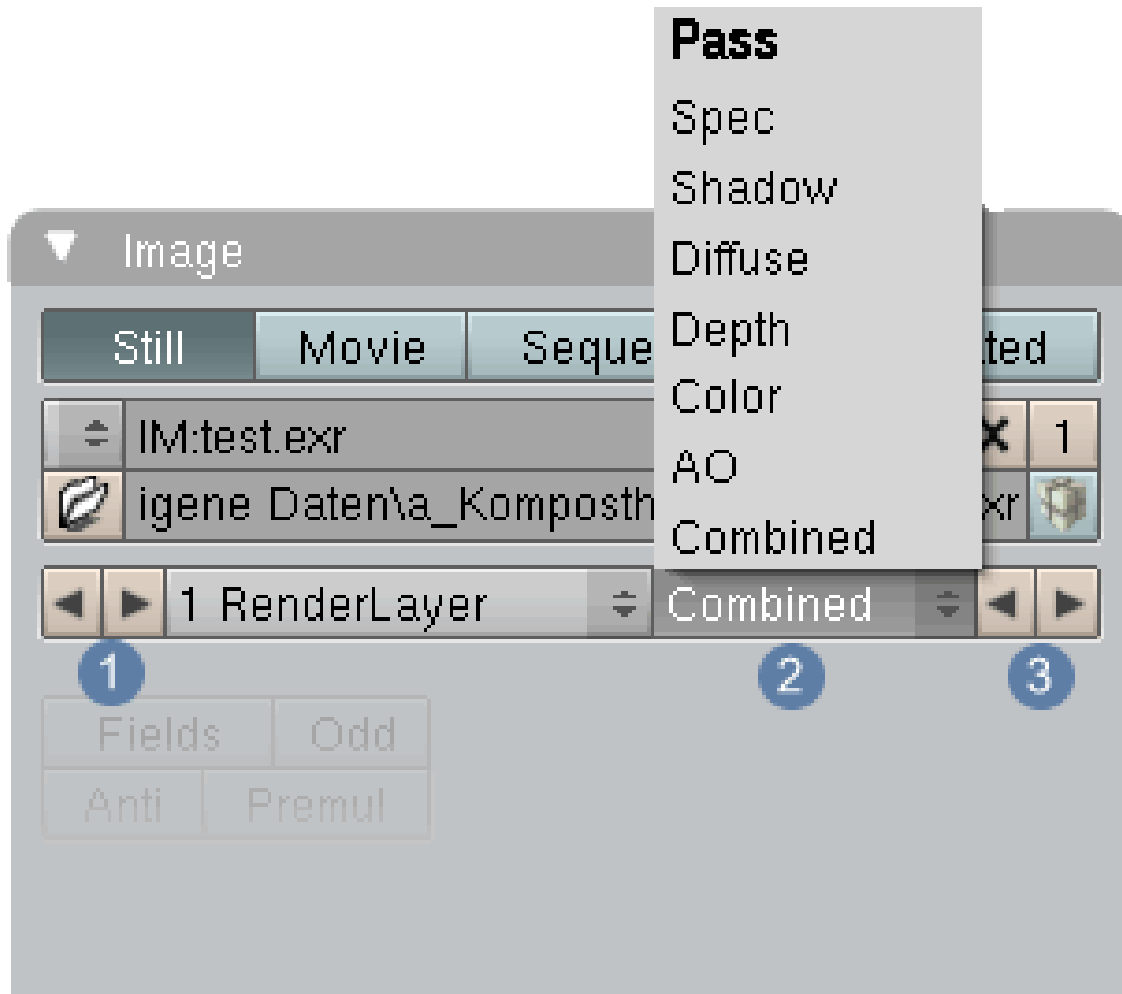 Pass
Spec
Shadow
Diffuse
Depth
Color
AO
Combined
Image
Still Movie Seque ted
IM:test.exr 1
igene Daten\a_Komposth xr
1 RenderLayer Combined
1 2 3
Fields Odd
Anti Premul